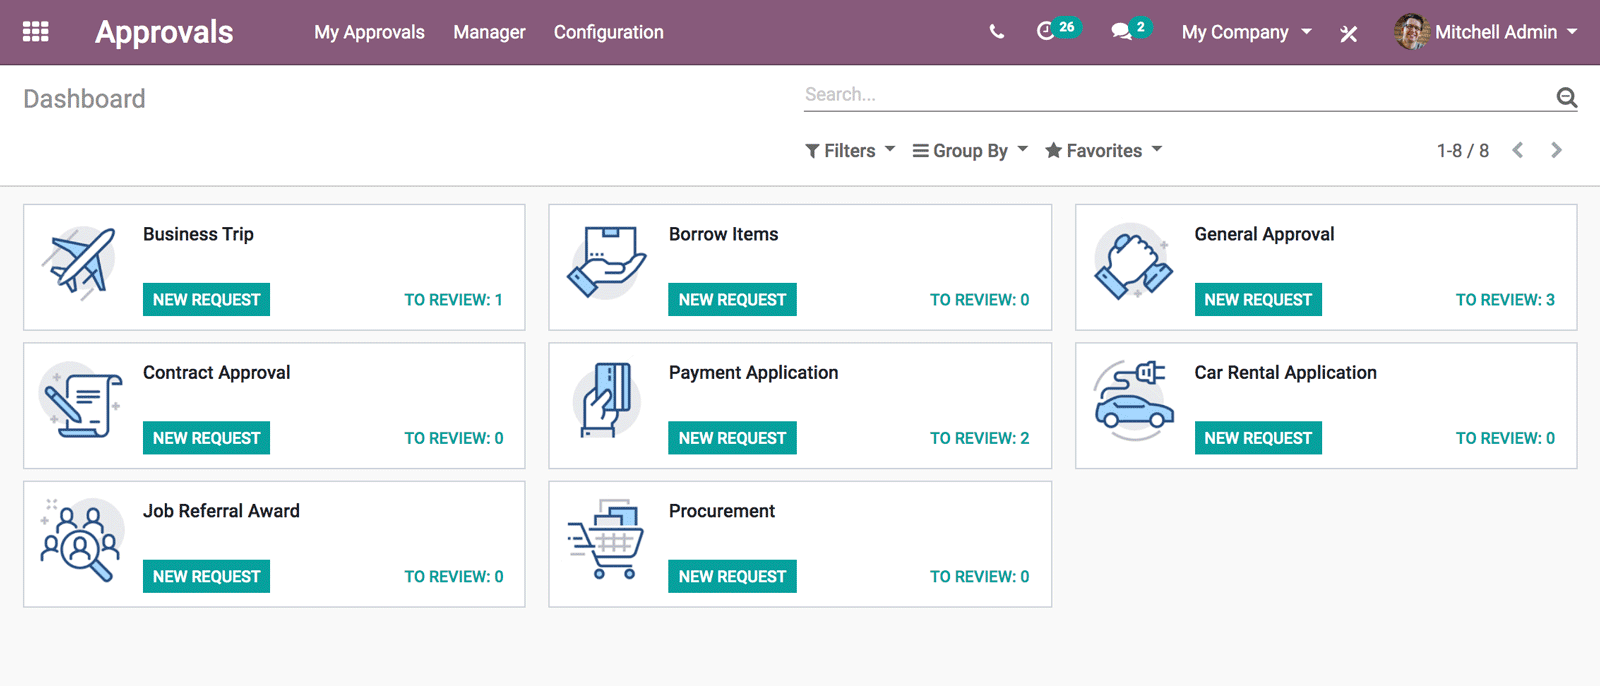 Approvals My Approvals Manager Configuration 26 2 My Company Mitchell Admin
Dashboard Search...
Filters Group By Favorites 1-8 / 8
Business Trip
NEW REQUEST TO REVIEW: 1
Borrow Items
NEW REQUEST TO REVIEW: 0
General Approval
NEW REQUEST TO REVIEW: 3
Contract Approval
NEW REQUEST TO REVIEW: 0
Payment Application
NEW REQUEST TO REVIEW: 2
Car Rental Application
NEW REQUEST TO REVIEW: 0
Job Referral Award
NEW REQUEST TO REVIEW: 0
Procurement
NEW REQUEST TO REVIEW: 0